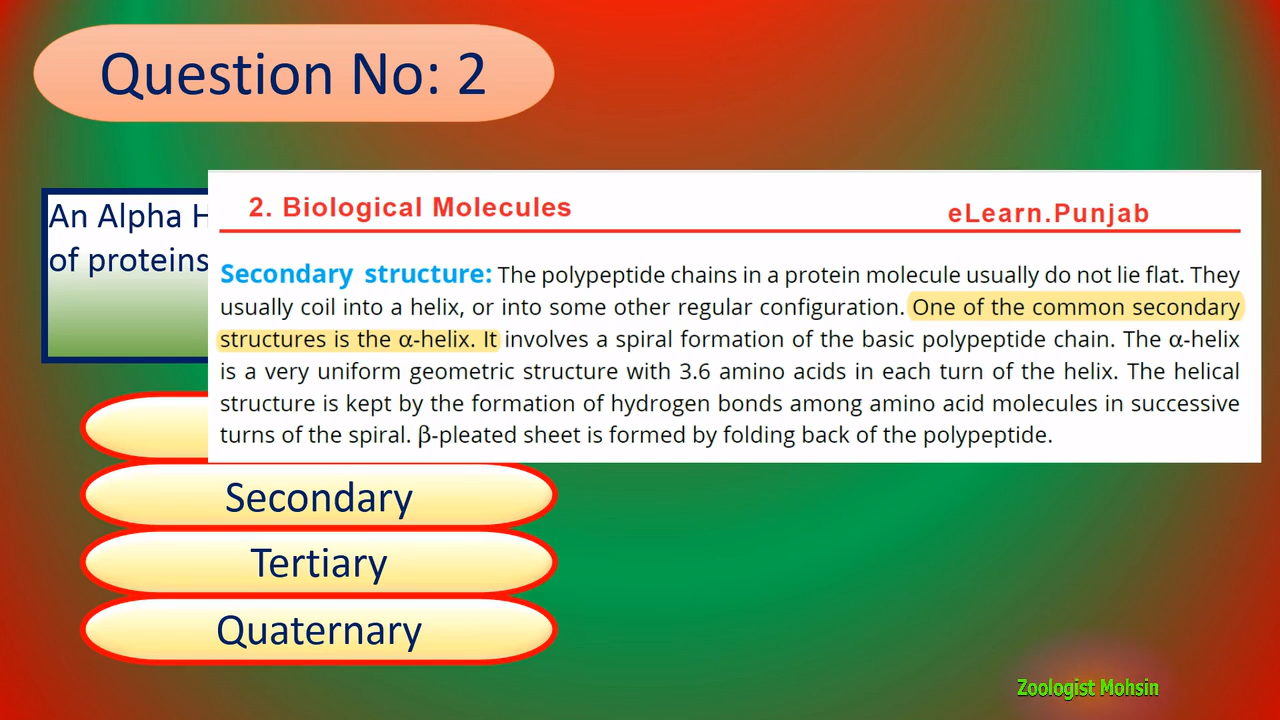 Question No: 2
An Alpha H
of proteins
2. Biological Molecules
eLearn.Punjab
Secondary structure: The polypeptide chains in a protein molecule usually do not lie flat. They
usually coil into a helix, or into some other regular configuration. One of the common secondary
structures is the α-helix. It involves a spiral formation of the basic polypeptide chain. The α-helix
is a very uniform geometric structure with 3.6 amino acids in each turn of the helix. The helical
structure is kept by the formation of hydrogen bonds among amino acid molecules in successive
turns of the spiral. β-pleated sheet is formed by folding back of the polypeptide.
Secondary
Tertiary
Quaternary
Zoologist Mohsin